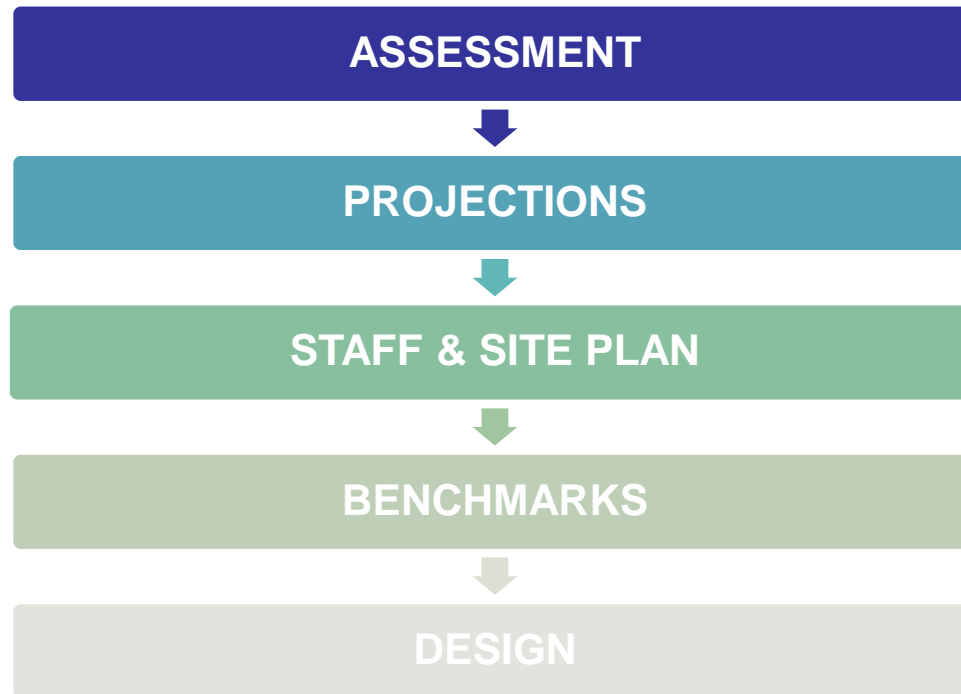 ASSESSMENT
PROJECTIONS
STAFF & SITE PLAN
BENCHMARKS
DESIGN